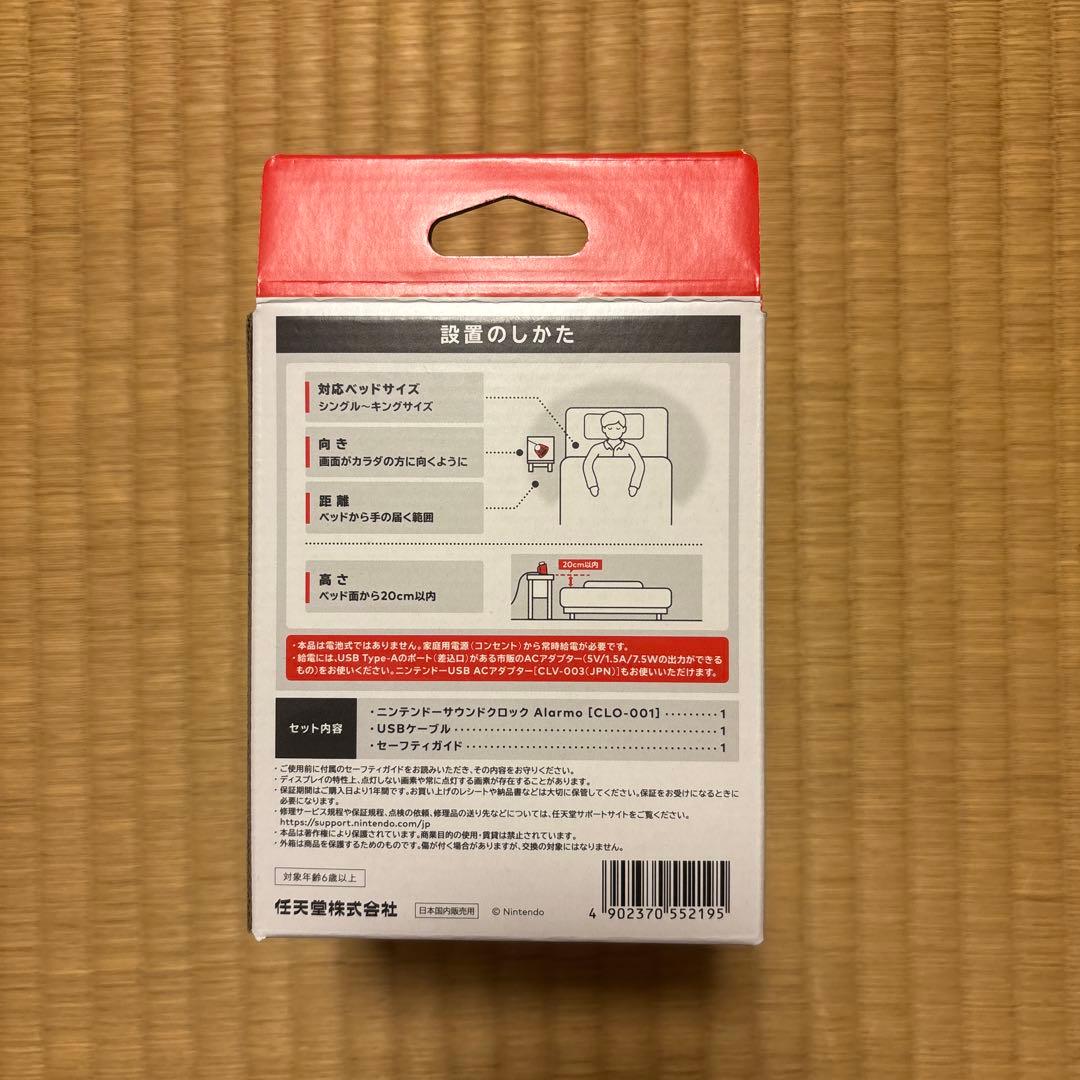 設置のしかた
対応ベッドサイズ
シングル～キングサイズ
向き
画面がカラダの方に向くように
距離
ベッドから手の届く範囲
高さ
ベッド面から20cm以内
20cm以内
・本品は電池式ではありません。家庭用電源（コンセント）から常時給電が必要です。
・給電には、USB Type-Aのポート（差込口）がある市販のACアダプター（5V/1.5A/7.5Wの出力ができる
もの）をお使いください。ニンテンドーUSB ACアダプター[CLV-003(JPN)]もお使いいただけます。
セット内容
・ニンテンドーサウンドクロック Alarmo [CLO-001] ・・・・・・・・・1
・USBケーブル・・・・・・・・・・・・・・・・・・・・・・・・・・・・・・・・・・・・1
・セーフティガイド・・・・・・・・・・・・・・・・・・・・・・・・・・・・・・・・・・1
・ご使用前に付属のセーフティガイドをお読みいただき、その内容をお守りください。
・ディスプレイの特性上、点灯しない画素や常に点灯する画素が存在することがあります。
・保証期間はご購入日より1年間です。お買い上げのレシートや納品書などは大切に保管してください。保証をお受けになるときに
必要になります。
・修理サービス規程や保証規程、点検の依頼、修理品の送り先などについては、任天堂サポートサイトをご覧ください。
https://support.nintendo.com/jp
・本品は著作権により保護されています。商業目的の使用・賃貸は禁止されています。
・外箱は商品を保護するためのものです。傷が付く場合がありますが、交換の対象にはなりません。
対象年齢6歳以上
任天堂株式会社
日本国内販売用
© Nintendo
4 902370 552195